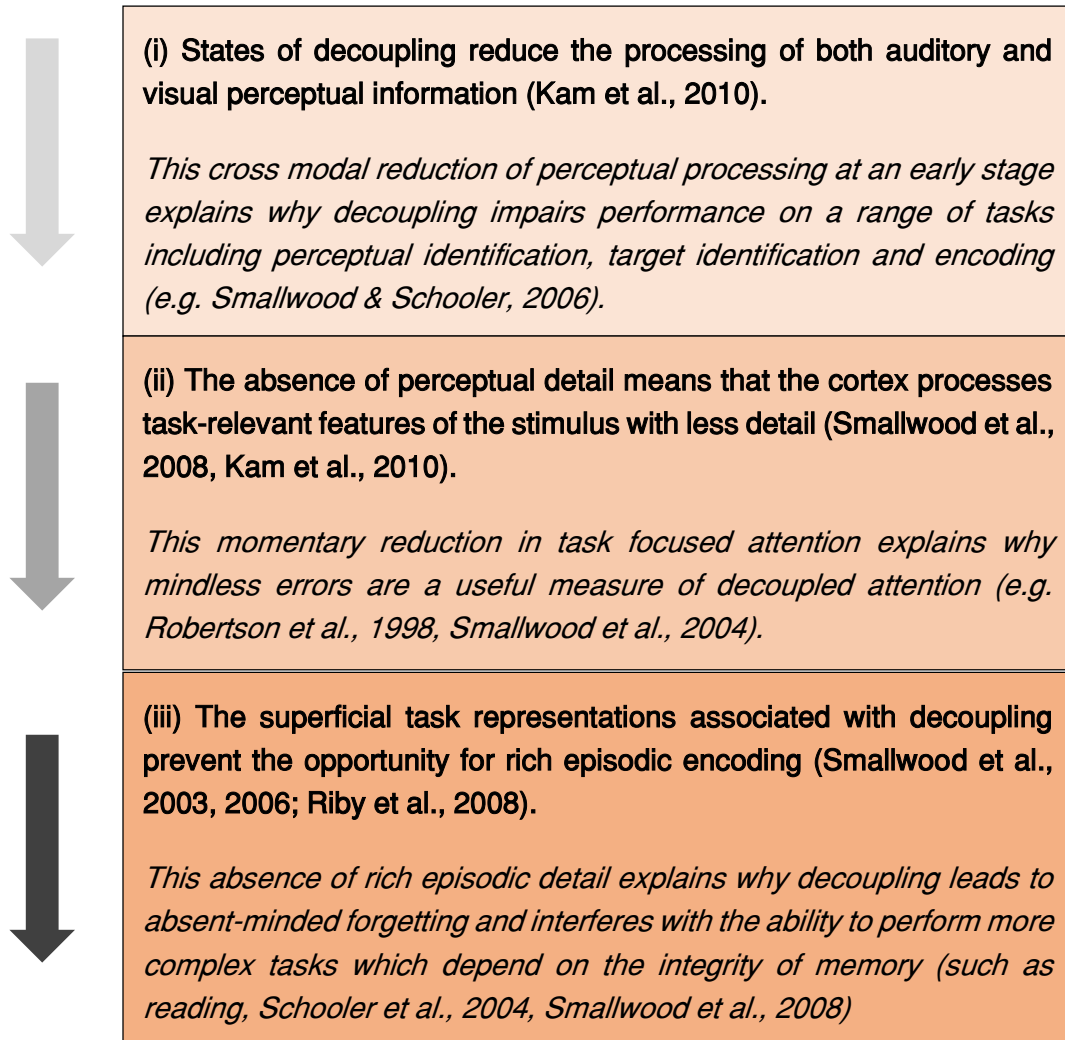 (i) States of decoupling reduce the processing of both auditory and
visual perceptual information (Kam et al., 2010).
This cross modal reduction of perceptual processing at an early stage
explains why decoupling impairs performance on a range of tasks
including perceptual identification, target identification and encoding
(e.g. Smallwood & Schooler, 2006).
(ii) The absence of perceptual detail means that the cortex processes
task-relevant features of the stimulus with less detail (Smallwood et al.,
2008, Kam et al., 2010).
This momentary reduction in task focused attention explains why
mindless errors are a useful measure of decoupled attention (e.g.
Robertson et al., 1998, Smallwood et al., 2004).
(iii) The superficial task representations associated with decoupling
prevent the opportunity for rich episodic encoding (Smallwood et al.,
2003, 2006; Riby et al., 2008).
This absence of rich episodic detail explains why decoupling leads to
absent-minded forgetting and interferes with the ability to perform more
complex tasks which depend on the integrity of memory (such as
reading, Schooler et al., 2004, Smallwood et al., 2008)